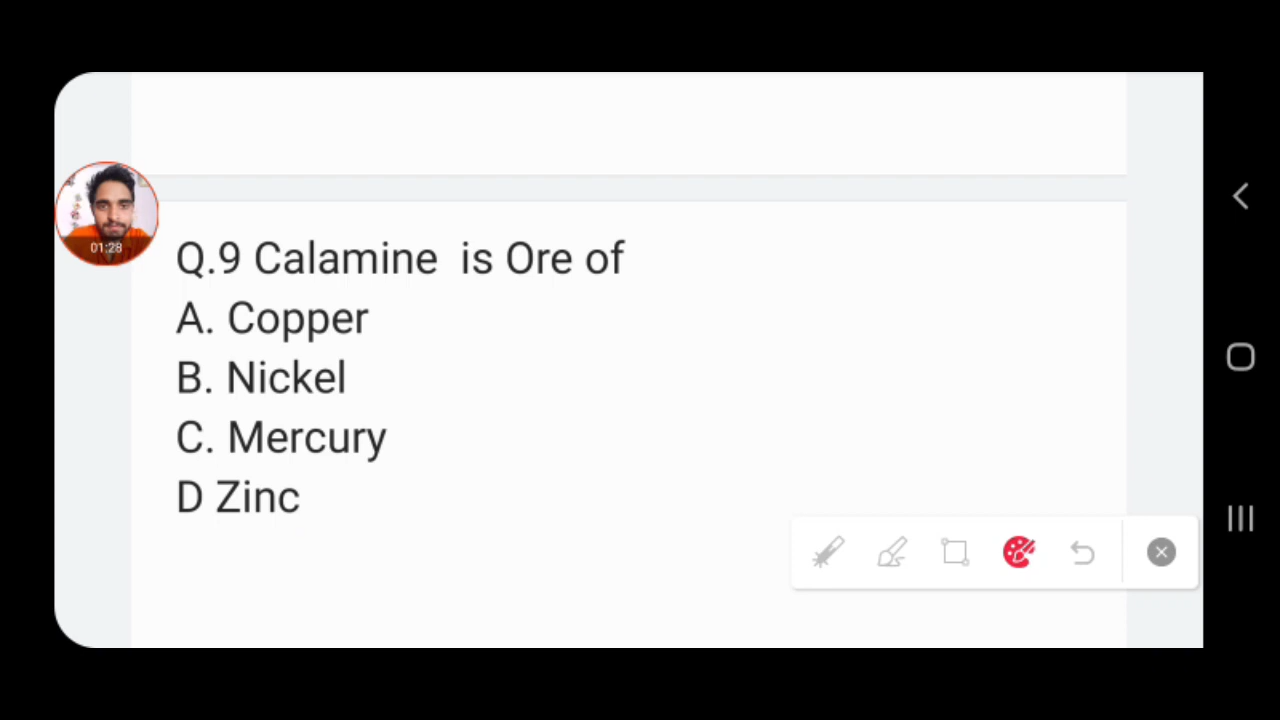 01:28
Q.9 Calamine is Ore of
A. Copper
B. Nickel
C. Mercury
D Zinc